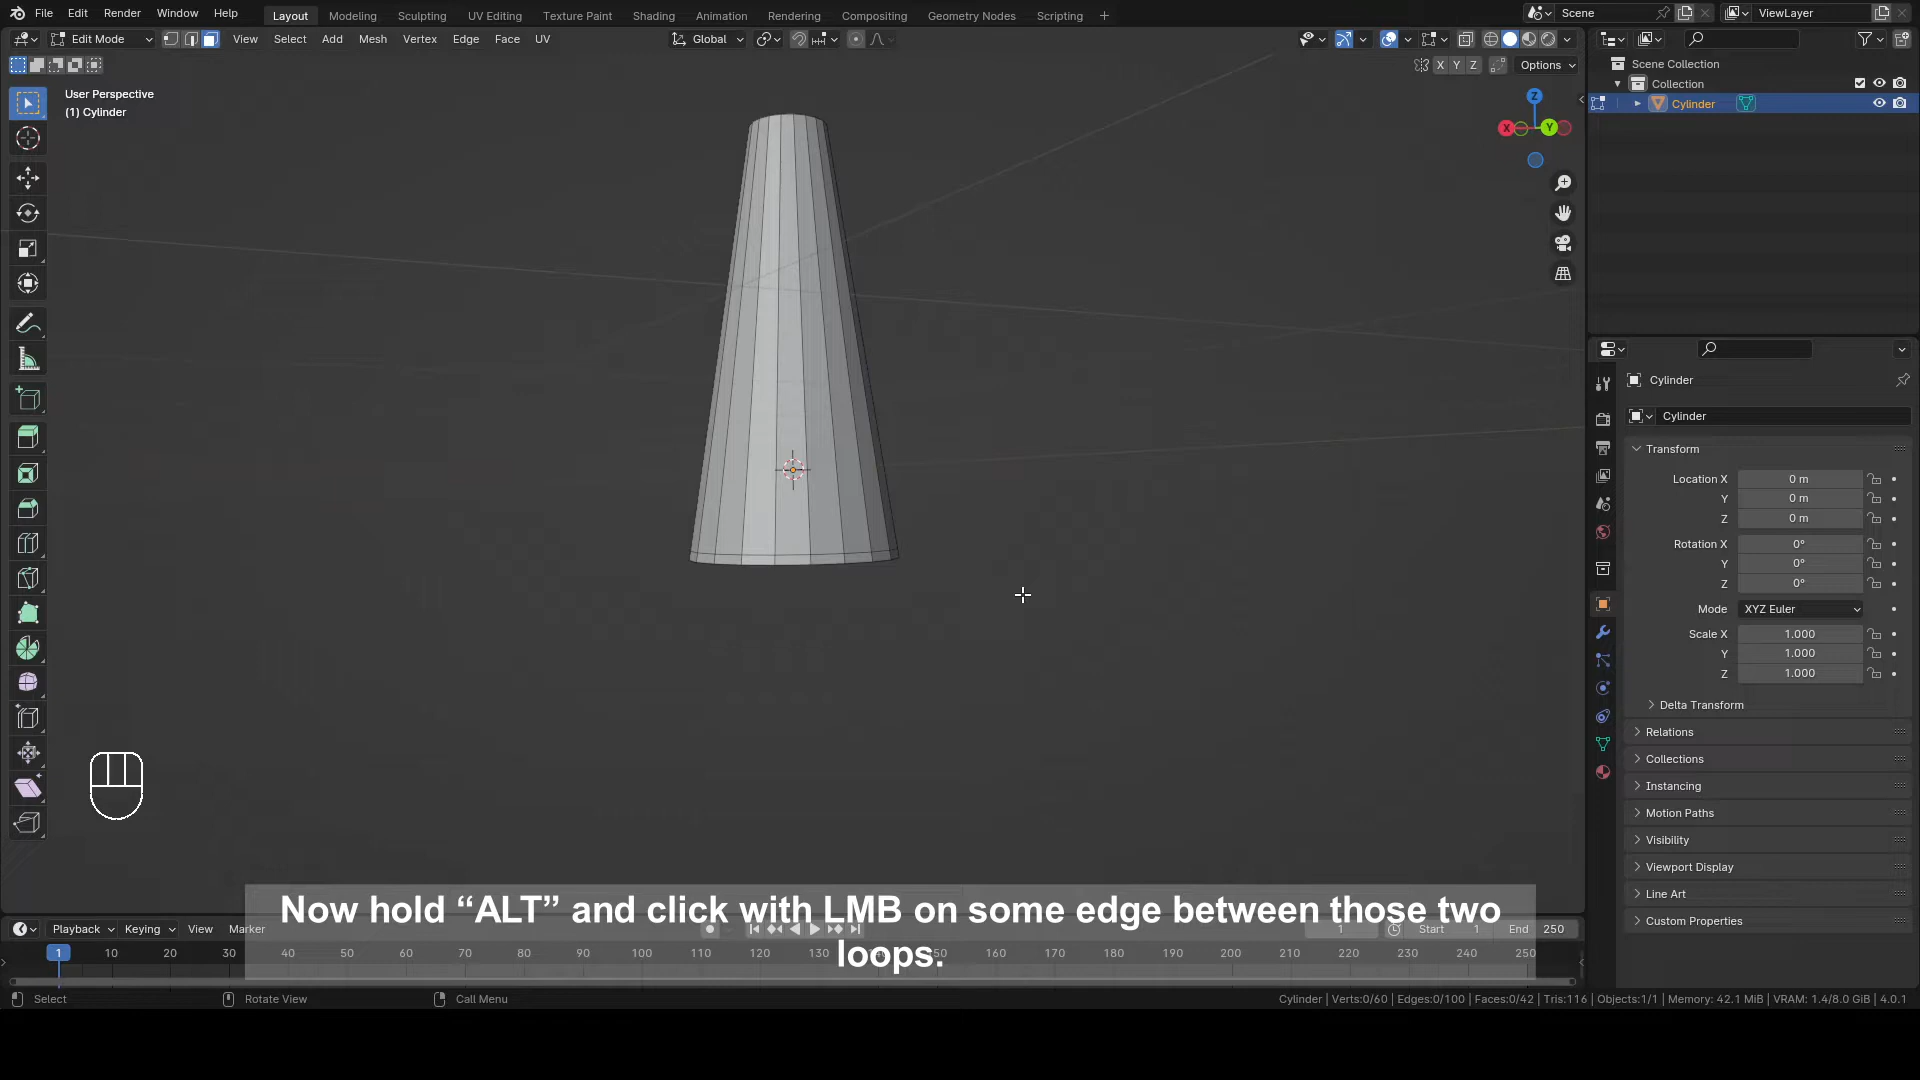 File Edit Render Window Help Layout Modeling Sculpting UV Editing Texture Paint Shading Animation Rendering Compositing Geometry Nodes Scripting + Scene ViewLayer
Edit Mode View Select Add Mesh Vertex Edge Face UV Global
X Y Z Options
User Perspective
(1) Cylinder
Z
X Y
Scene Collection
Collection
Cylinder
Cylinder
Cylinder
Transform
Location X 0 m
Y 0 m
Z 0 m
Rotation X 0°
Y 0°
Z 0°
Mode XYZ Euler
Scale X 1.000
Y 1.000
Z 1.000
Delta Transform
Relations
Collections
Instancing
Motion Paths
Visibility
Viewport Display
Line Art
Custom Properties
Now hold “ALT” and click with LMB on some edge between those two
loops.
Playback Keying View Marker 1 Start 1 End 250
1 10 20 30 40 50 60 70 80 90 100 110 120 130 140 150 160 170 180 190 200 210 220 230 240 250
Select Rotate View Call Menu Cylinder | Verts:0/60 | Edges:0/100 | Faces:0/42 | Tris:116 | Objects:1/1 | Memory: 42.1 MiB | VRAM: 1.4/8.0 GiB | 4.0.1